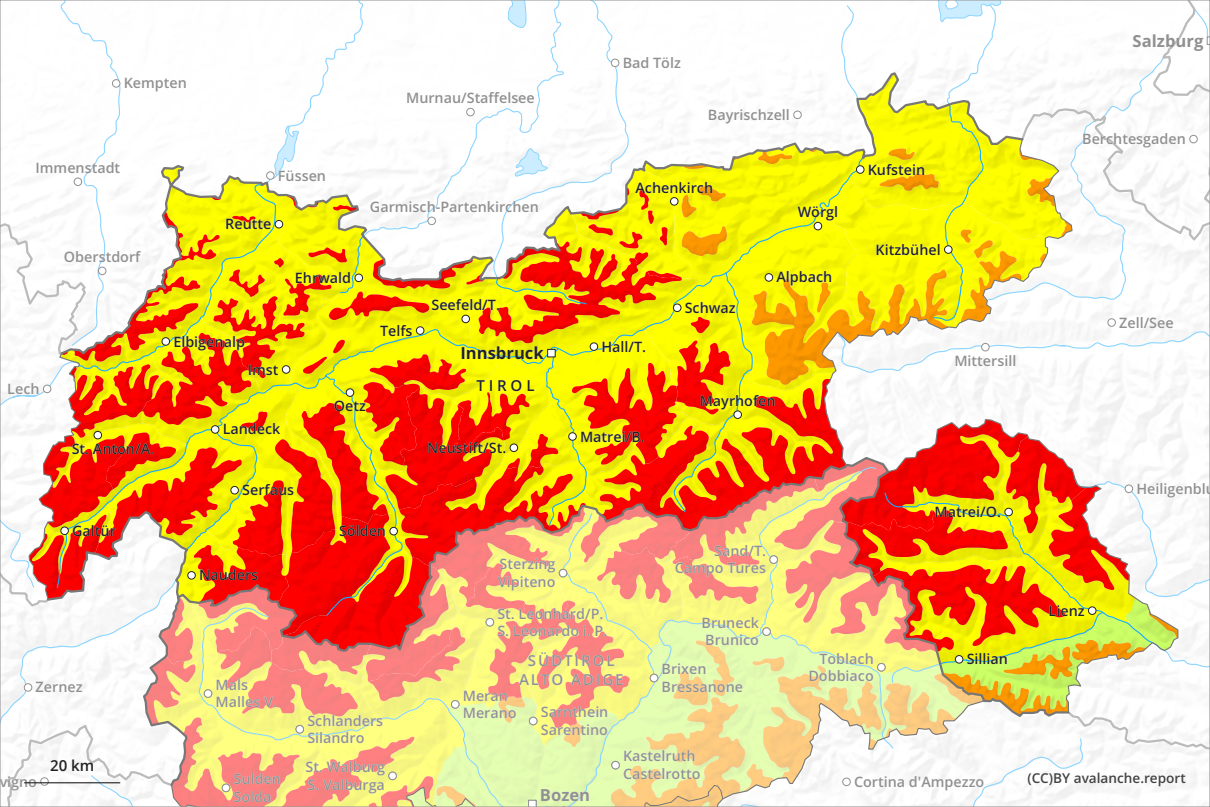 Salzburg
Kempten
Bad Tölz
Murnau/Staffelsee
Bayrischzell
Berchtesgaden
Immenstadt
Füssen
Kufstein
Achenkirch
Garmisch-Partenkirchen
Wörgl
Reutte
Kitzbühel
Oberstdorf
Ehrwald
Alpbach
Seefeld/T.
Schwaz
Telfs
Zell/See
Elbigenalp
Innsbruck
Hall/T.
Mittersill
Imst
TIROL
Lech
Oetz
Mayrhofen
Landeck
Matrei/B.
St. Anton/A.
Neustift/St.
Serfaus
Heiligenblu
Matrei/O.
Galtür
Sölden
Sand/T.
Campo Tures
Sterzing
Vipiteno
Nauders
Lienz
St. Leonhard/P.
S. Leonardo i. P.
Bruneck
Brunico
SÜDTIROL
ALTO ADIGE
Sillian
Toblach
Dobbiaco
Brixen
Bressanone
Zernez
Mals
Malles V.
Meran
Merano
Sarnthein
Sarentino
Schlanders
Silandro
Kastelruth
Castelrotto
St. Walburg
S. Valburga
20 km
vigno
Sulden
Solda
Cortina d'Ampezzo
(CC)BY avalanche.report
Bozen